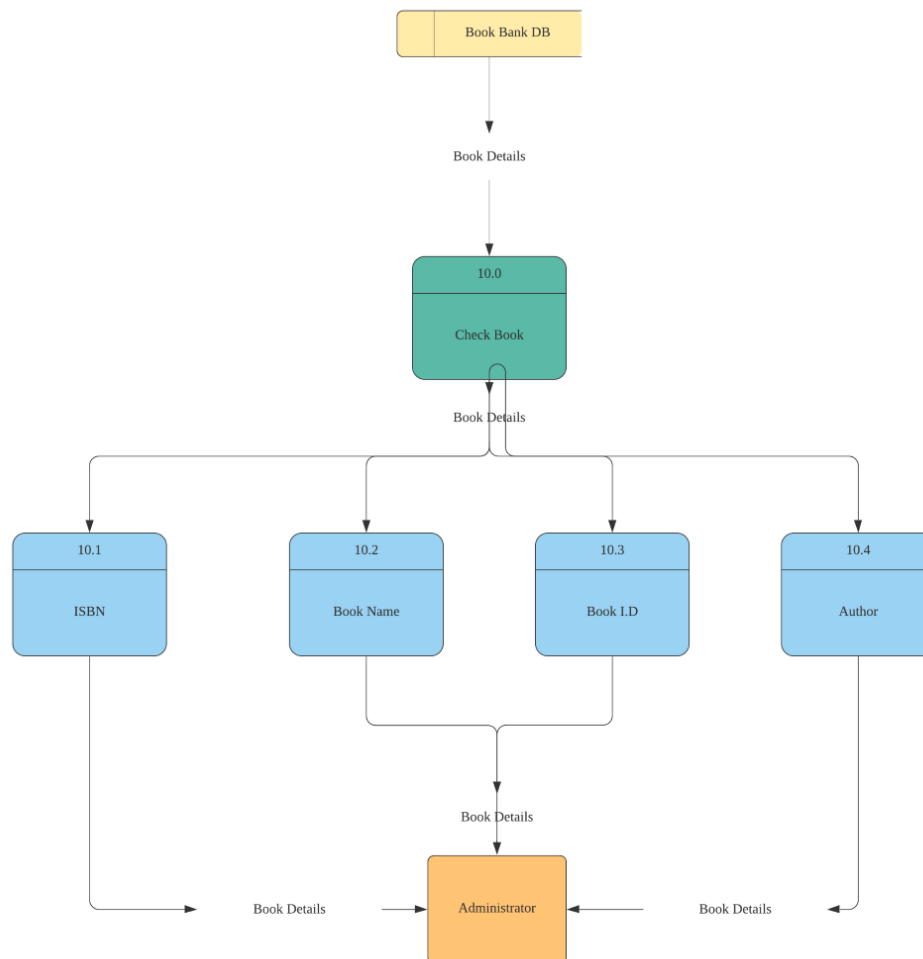 Book Bank DB
Book Details
10.0
Check Book
Book Details
10.1
10.2
10.3
10.4
ISBN
Book Name
Book I.D
Author
Book Details
Book Details
Administrator
Book Details